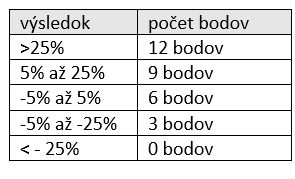 výsledok počet bodov
>25% 12 bodov
5% až 25% 9 bodov
-5% až 5% 6 bodov
-5% až -25% 3 bodov
< - 25% 0 bodov